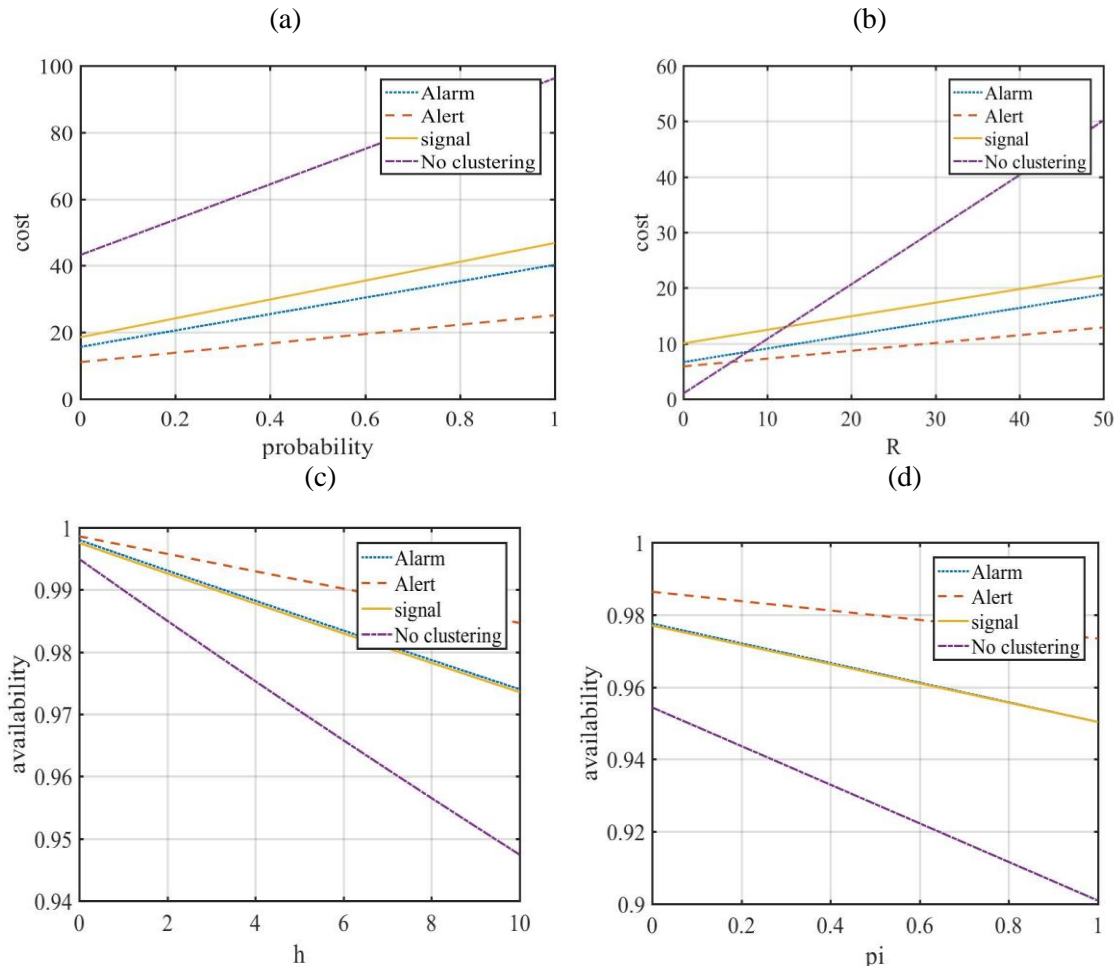 (a)
100
80
60
40
20
0
cost
0 0.2 0.4 0.6 0.8 1
probability
Alarm
Alert
signal
No clustering
(b)
60
50
40
30
20
10
0
cost
0 10 20 30 40 50
R
Alarm
Alert
signal
No clustering
(c)
1
0.99
0.98
0.97
0.96
0.95
0.94
availability
0 2 4 6 8 10
h
Alarm
Alert
signal
No clustering
(d)
1
0.98
0.96
0.94
0.92
0.9
availability
0 0.2 0.4 0.6 0.8 1
pi
Alarm
Alert
signal
No clustering